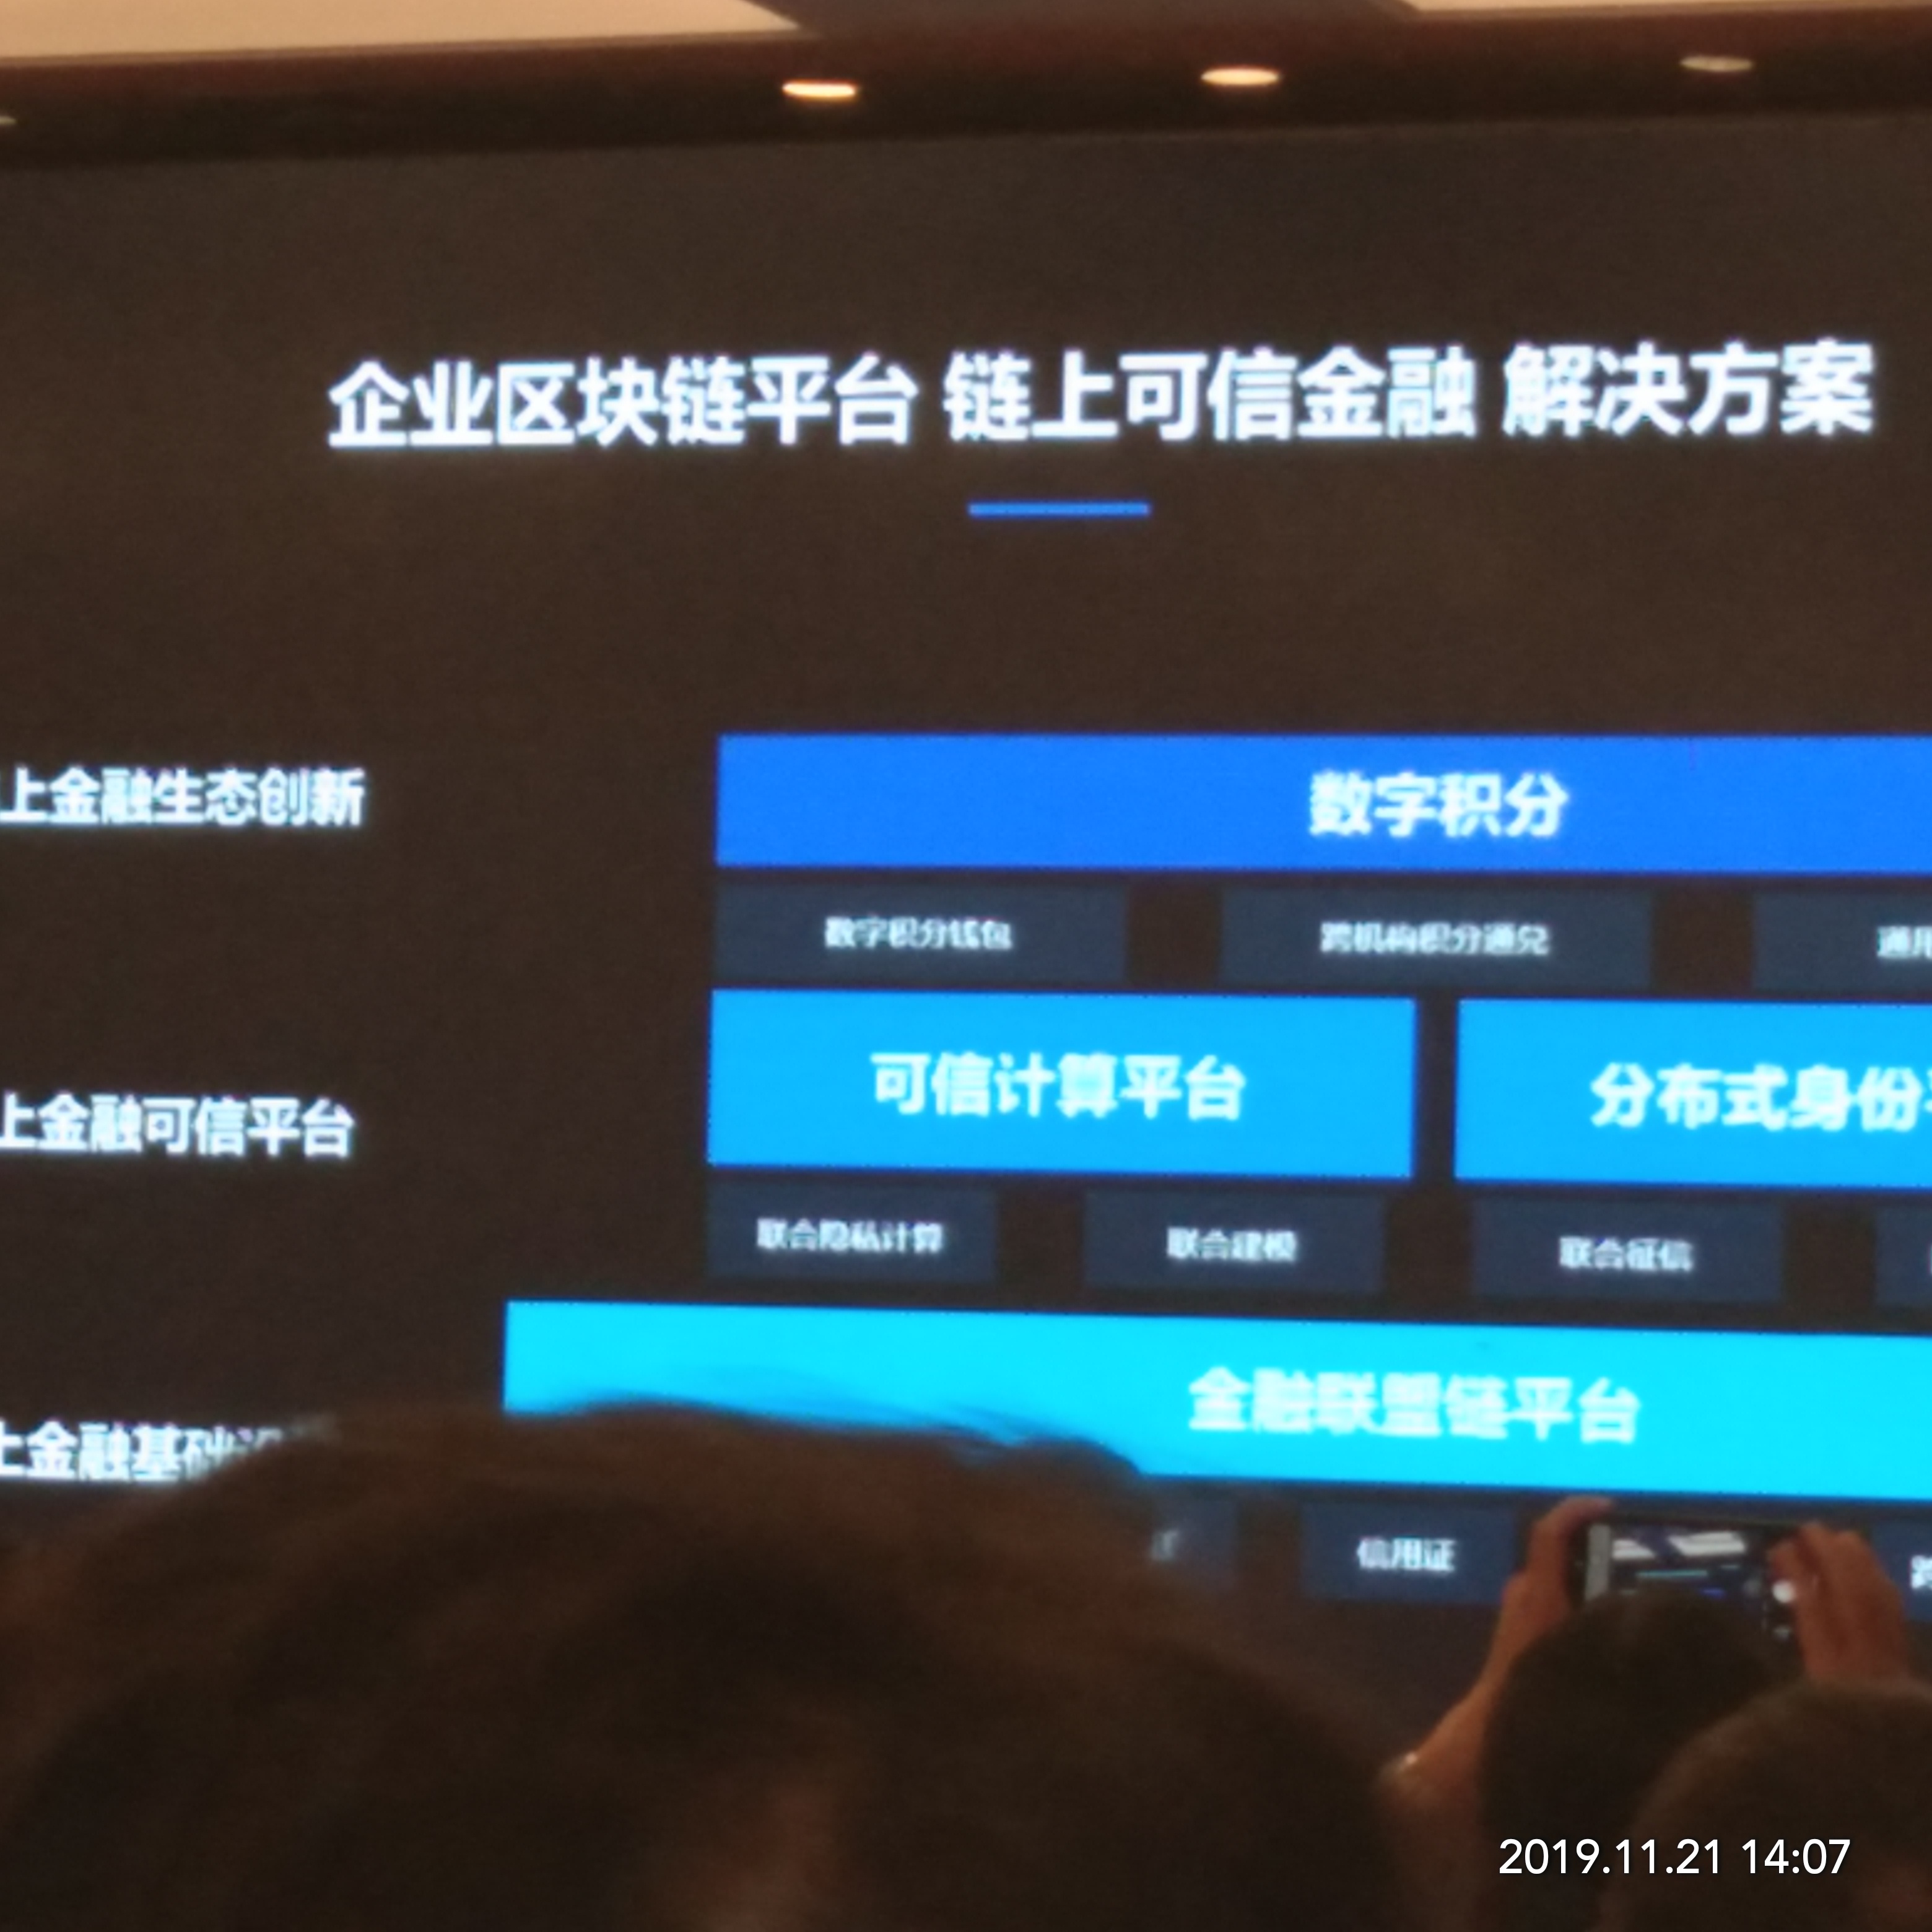 企业区块链平台 链上可信金融 解决方案
上金融生态创新
数字积分
数字积分钱包
跨机构积分通兑
通用
上金融可信平台
可信计算平台
分布式身份
联合隐私计算
联合建模
联合征信
上金融基础
金融联盟链平台
信用证
2019.11.21 14:07